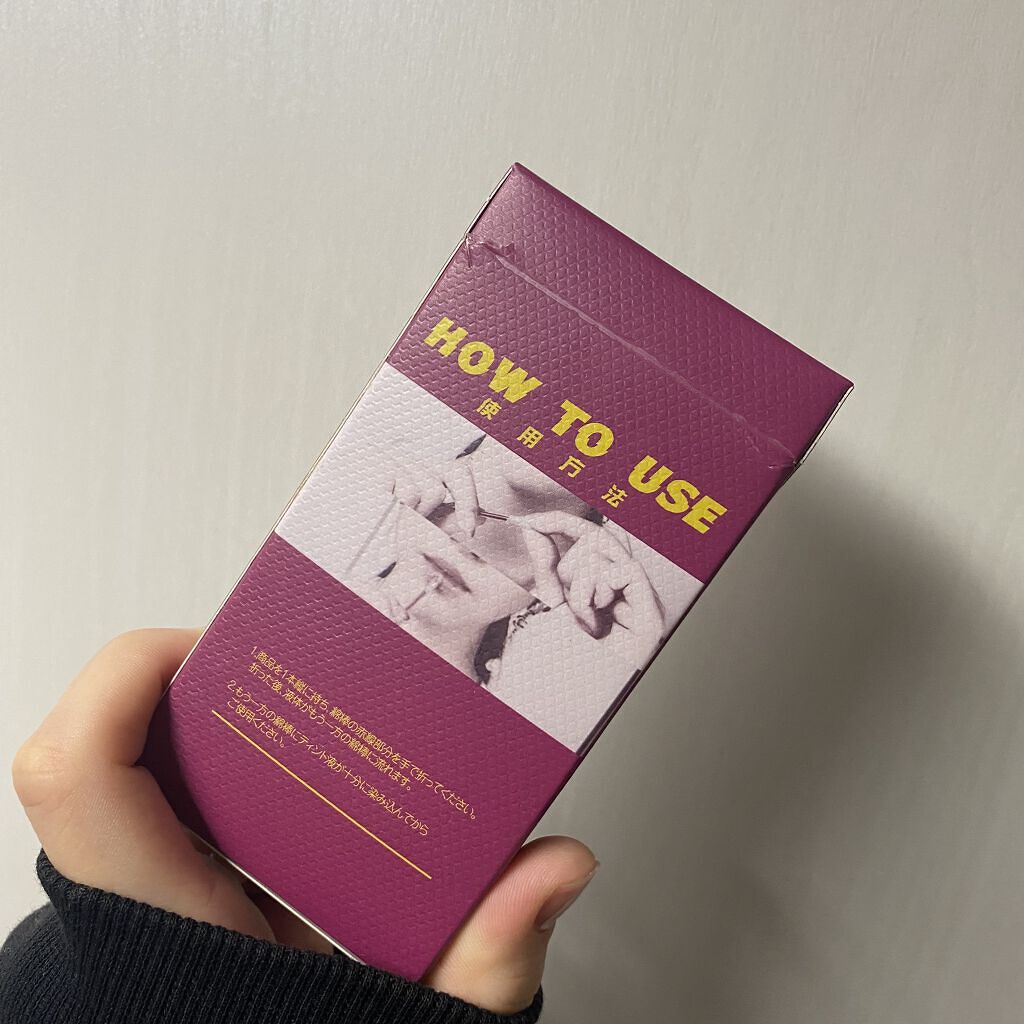 HOW TO USE
使用方法
1.商品を1本縦に持ち、綿棒の赤線部分を手で折ってください。
折った後、液体がもう一方の綿棒に流れます。
2.もう一方の綿棒にティント液が十分に染み込んでから
ご使用ください。